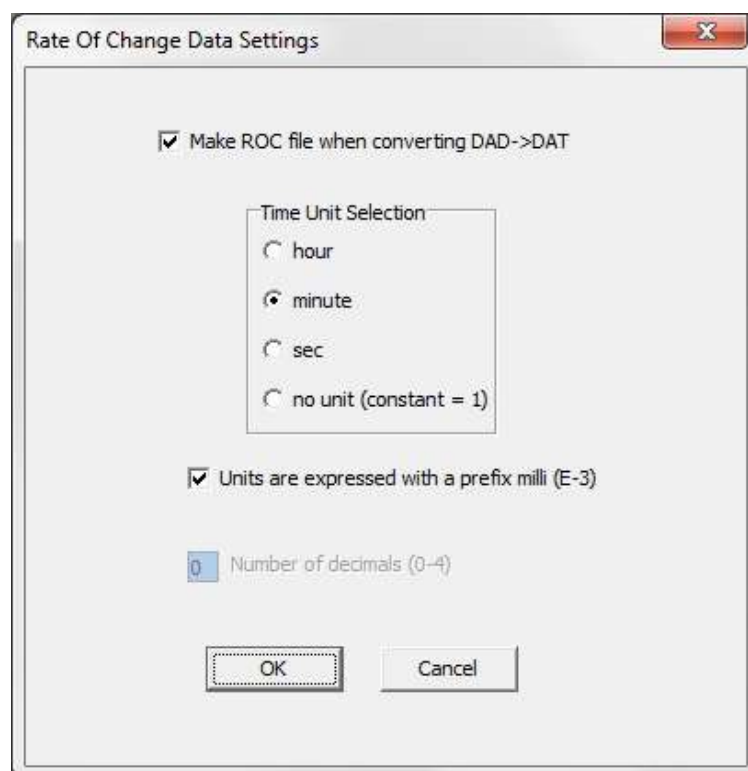 Rate Of Change Data Settings
Make ROC file when converting DAD->DAT
Time Unit Selection
hour
minute
sec
no unit (constant = 1)
Units are expressed with a prefix milli (E-3)
0 Number of decimals (0-4)
OK Cancel